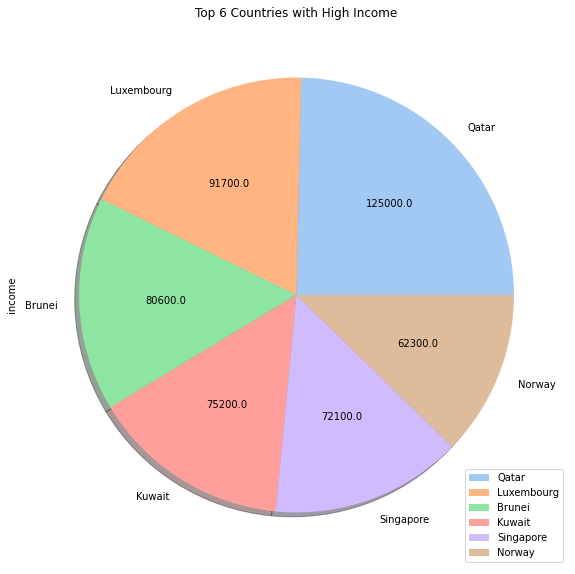 Top 6 Countries with High Income
Luxembourg
Qatar
91700.0
125000.0
income
Brunei
80600.0
62300.0
Norway
75200.0
72100.0
Kuwait
Singapore
Qatar
Luxembourg
Brunei
Kuwait
Singapore
Norway